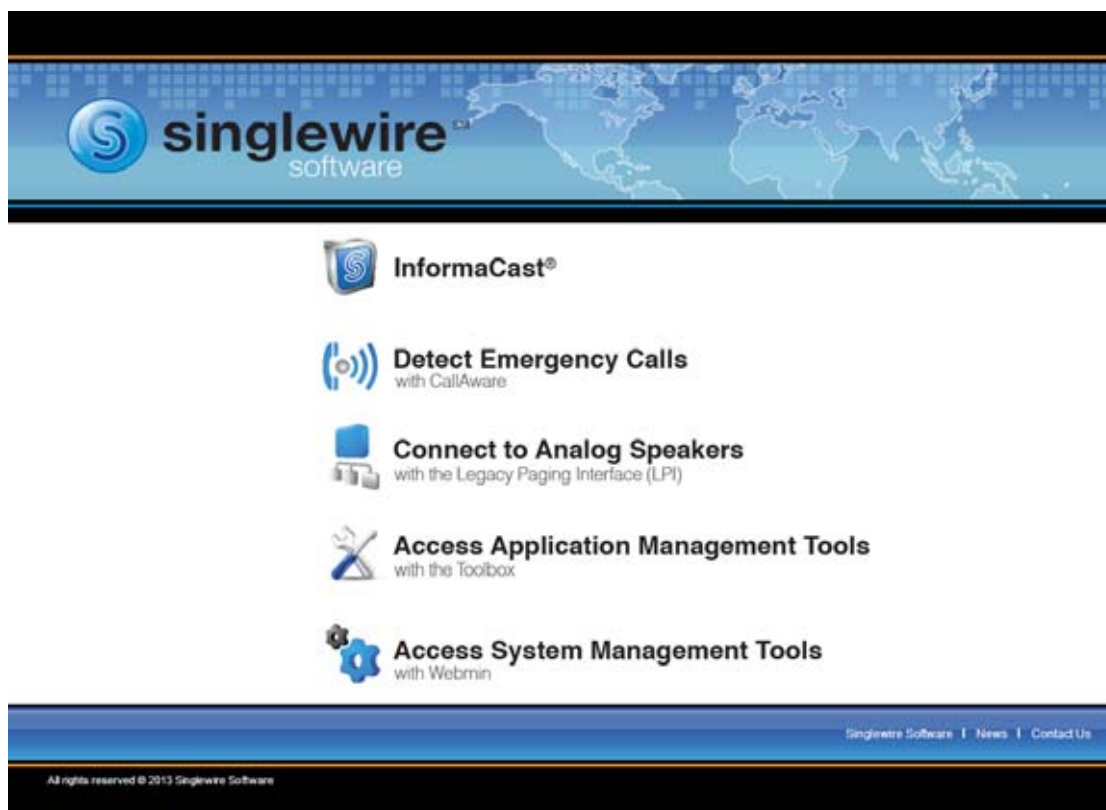 singlewire
software
InformaCast®
Detect Emergency Calls
with CallAware
Connect to Analog Speakers
with the Legacy Paging Interface (LPI)
Access Application Management Tools
with the Toolbox
Access System Management Tools
with Webmin
Singlewire Software | News | Contact Us
All rights reserved © 2013 Singlewire Software